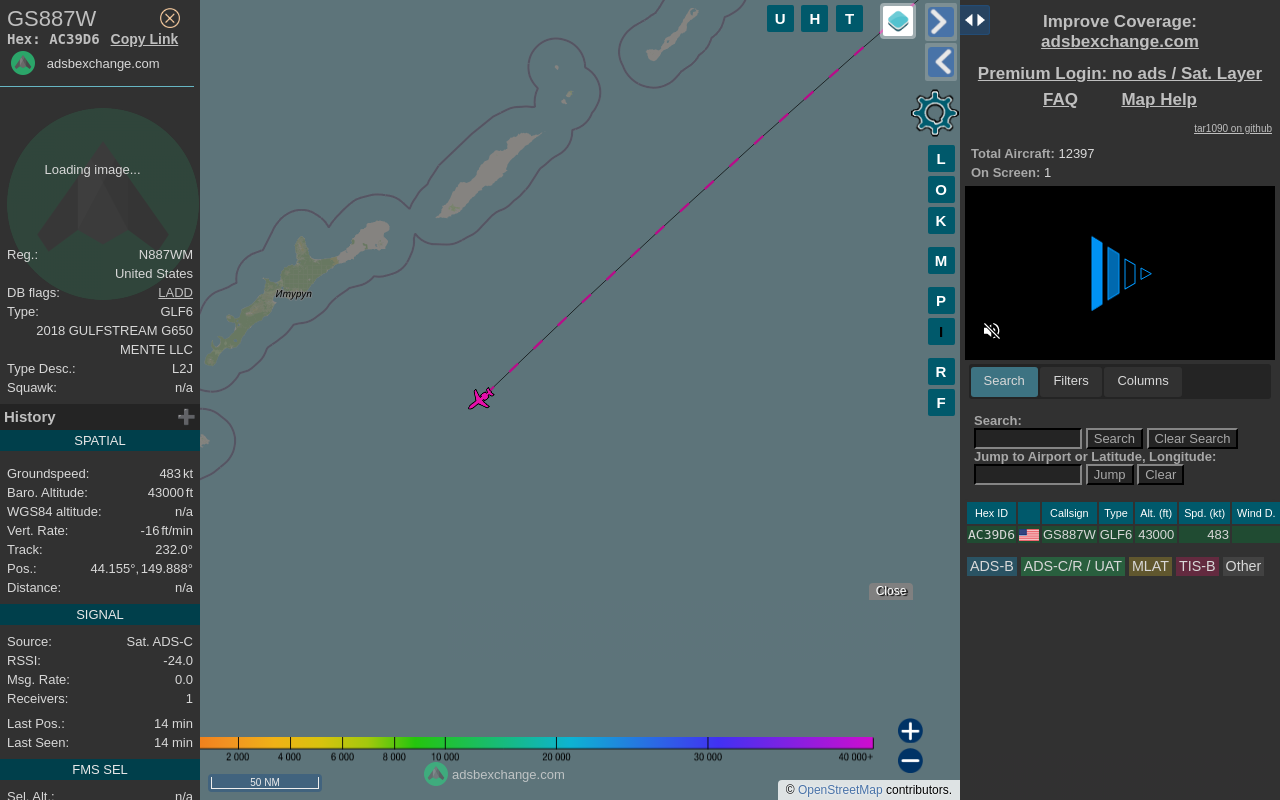 GS887W
Hex: AC39D6 Copy Link
adsbexchange.com
Loading image...
Reg.: N887WM
United States
DB flags: LADD
Type: GLF6
2018 GULFSTREAM G650
MENTE LLC
Type Desc.: L2J
Squawk: n/a
History
SPATIAL
Groundspeed: 483 kt
Baro. Altitude: 43000 ft
WGS84 altitude: n/a
Vert. Rate: -16 ft/min
Track: 232.0°
Pos.: 44.155°, 149.888°
Distance: n/a
SIGNAL
Source: Sat. ADS-C
RSSI: -24.0
Msg. Rate: 0.0
Receivers: 1
Last Pos.: 14 min
Last Seen: 14 min
FMS SEL
Sel. Alt.: n/a
U H T
Итуруп
L
O
K
M
P
I
R
F
Close
2 000 4 000 6 000 8 000 10 000 20 000 30 000 40 000+
50 NM
adsbexchange.com
© OpenStreetMap contributors.
Improve Coverage:
adsbexchange.com
Premium Login: no ads / Sat. Layer
FAQ Map Help
tar1090 on github
Total Aircraft: 12397
On Screen: 1
Search Filters Columns
Search:
Search Clear Search
Jump to Airport or Latitude, Longitude:
Jump Clear
Hex ID Callsign Type Alt. (ft) Spd. (kt) Wind D.
AC39D6 GS887W GLF6 43000 483
ADS-B ADS-C/R / UAT MLAT TIS-B Other